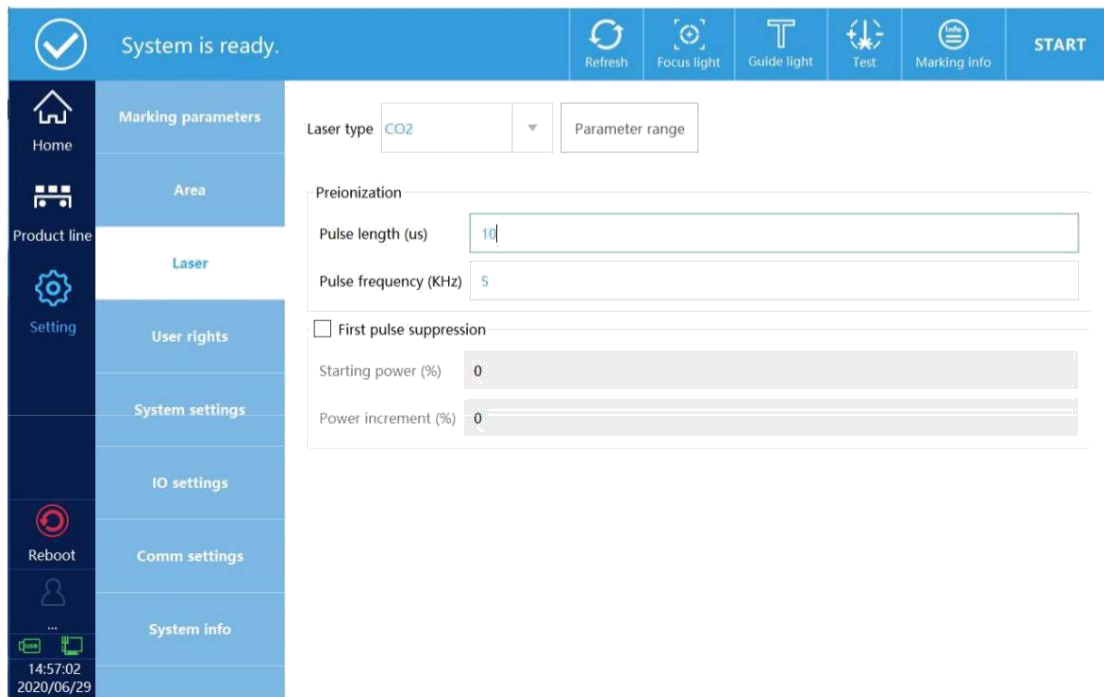 System is ready.
Refresh
Focus light
Guide light
Test
Info
Marking info
START
Home
Product line
Setting
Reboot
...
USB
14:57:02
2020/06/29
Marking parameters
Area
Laser
User rights
System settings
IO settings
Comm settings
System info
Laser type CO2 Parameter range
Preionization
Pulse length (us) 10
Pulse frequency (KHz) 5
First pulse suppression
Starting power (%) 0
Power increment (%) 0